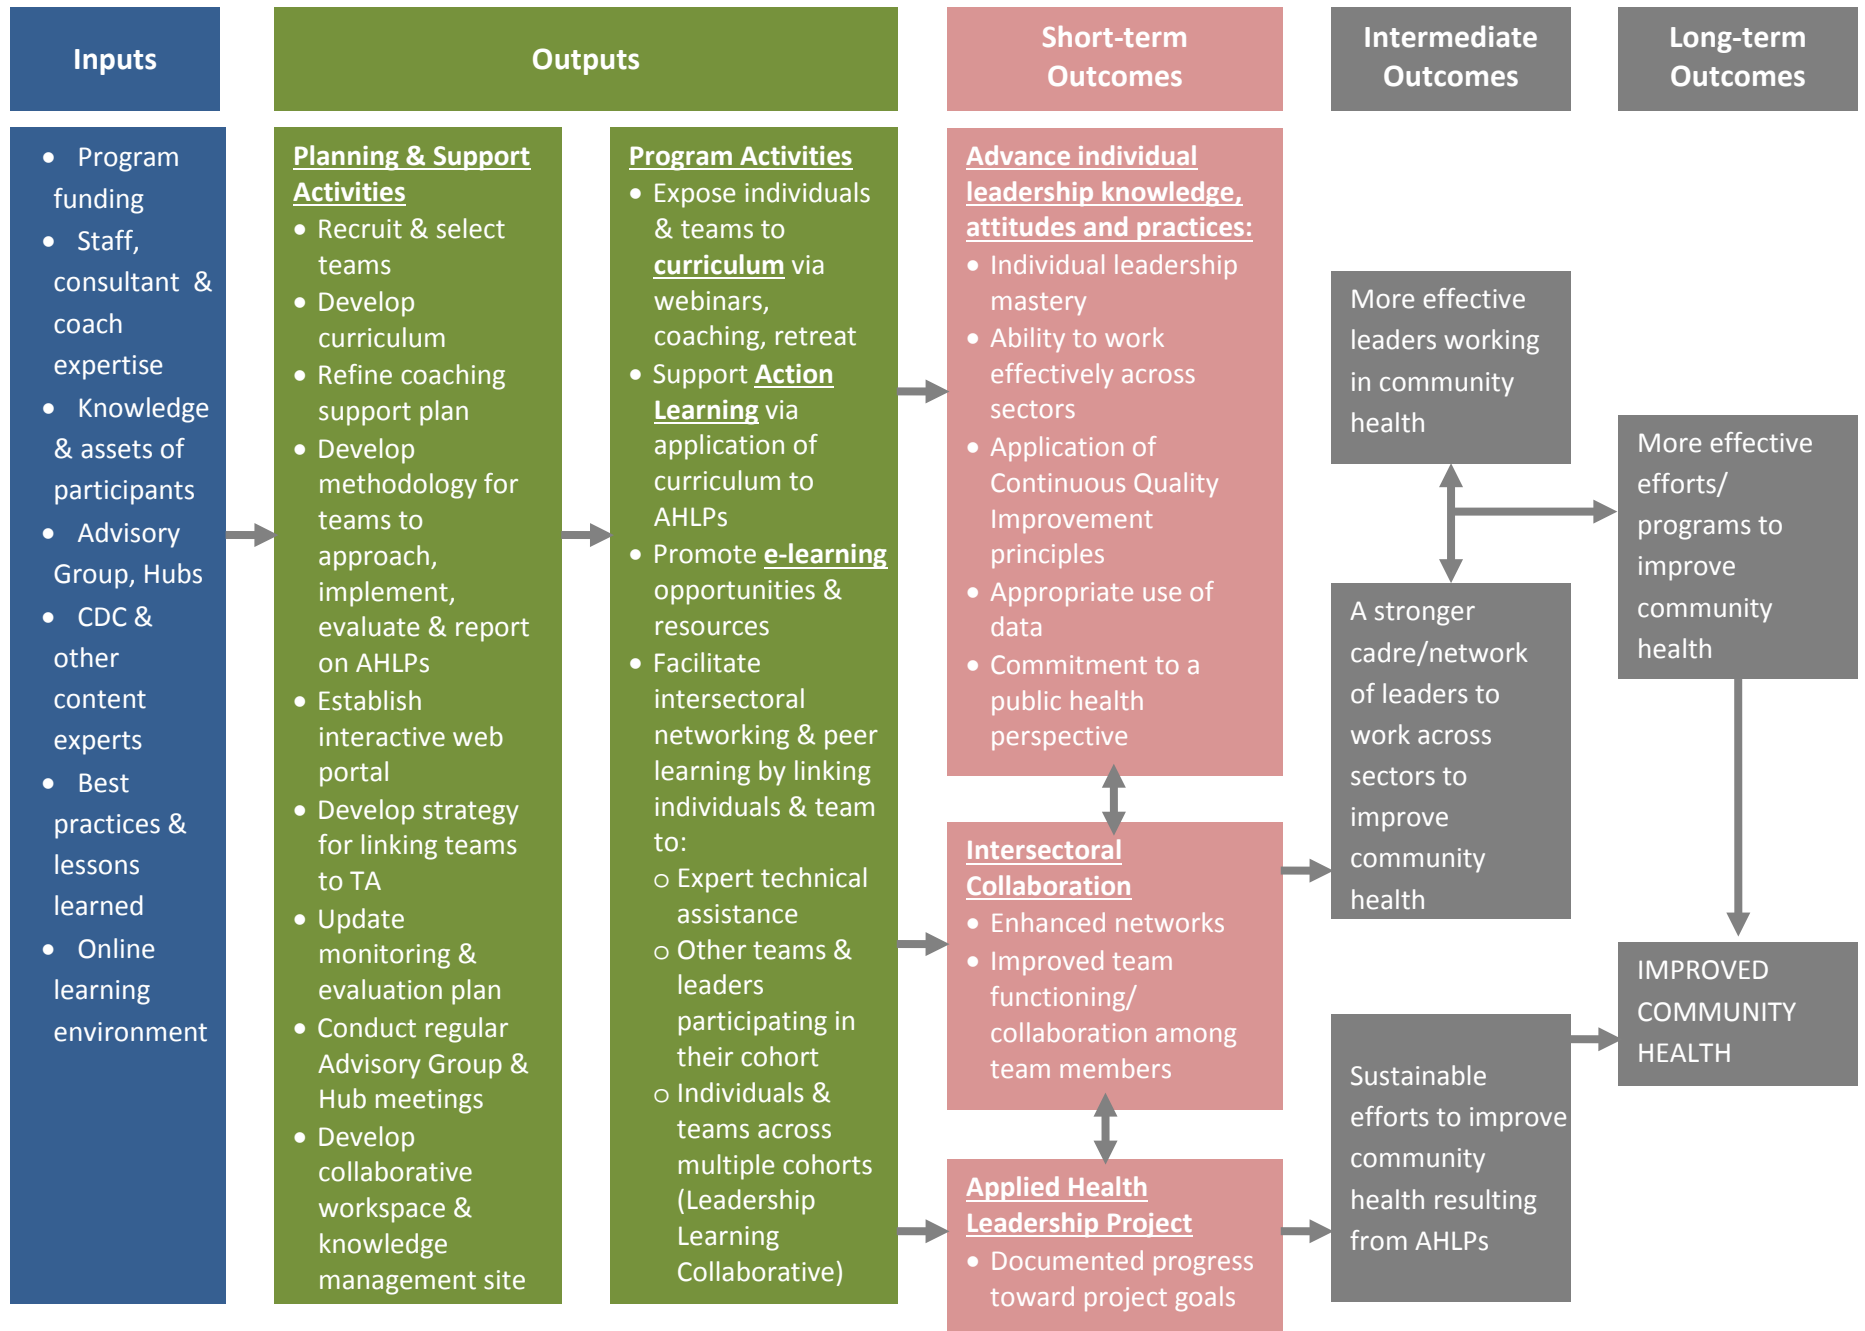 Inputs
Outputs
Short-term
Outcomes
Intermediate
Outcomes
Long-term
Outcomes
• Program
funding
• Staff,
consultant &
coach
expertise
• Knowledge
& assets of
participants
• Advisory
Group, Hubs
• CDC &
other
content
experts
• Best
practices &
lessons
learned
• Online
learning
environment
Planning & Support
Activities
• Recruit & select
teams
• Develop
curriculum
• Refine coaching
support plan
• Develop
methodology for
teams to
approach,
implement,
evaluate & report
on AHLPs
• Establish
interactive web
portal
• Develop strategy
for linking teams
to TA
• Update
monitoring &
evaluation plan
• Conduct regular
Advisory Group &
Hub meetings
• Develop
collaborative
workspace &
knowledge
management site
Program Activities
• Expose individuals
& teams to
curriculum via
webinars,
coaching, retreat
• Support Action
Learning via
application of
curriculum to
AHLPs
• Promote e-learning
opportunities &
resources
• Facilitate
intersectoral
networking & peer
learning by linking
individuals & team
to:
o Expert technical
assistance
o Other teams &
leaders
participating in
their cohort
o Individuals &
teams across
multiple cohorts
(Leadership
Learning
Collaborative)
Advance individual
leadership knowledge,
attitudes and practices:
• Individual leadership
mastery
• Ability to work
effectively across
sectors
• Application of
Continuous Quality
Improvement
principles
• Appropriate use of
data
• Commitment to a
public health
perspective
Intersectoral
Collaboration
• Enhanced networks
• Improved team
functioning/
collaboration among
team members
Applied Health
Leadership Project
• Documented progress
toward project goals
More effective
leaders working
in community
health
A stronger
cadre/network
of leaders to
work across
sectors to
improve
community
health
Sustainable
efforts to improve
community
health resulting
from AHLPs
More effective
efforts/
programs to
improve
community
health
IMPROVED
COMMUNITY
HEALTH